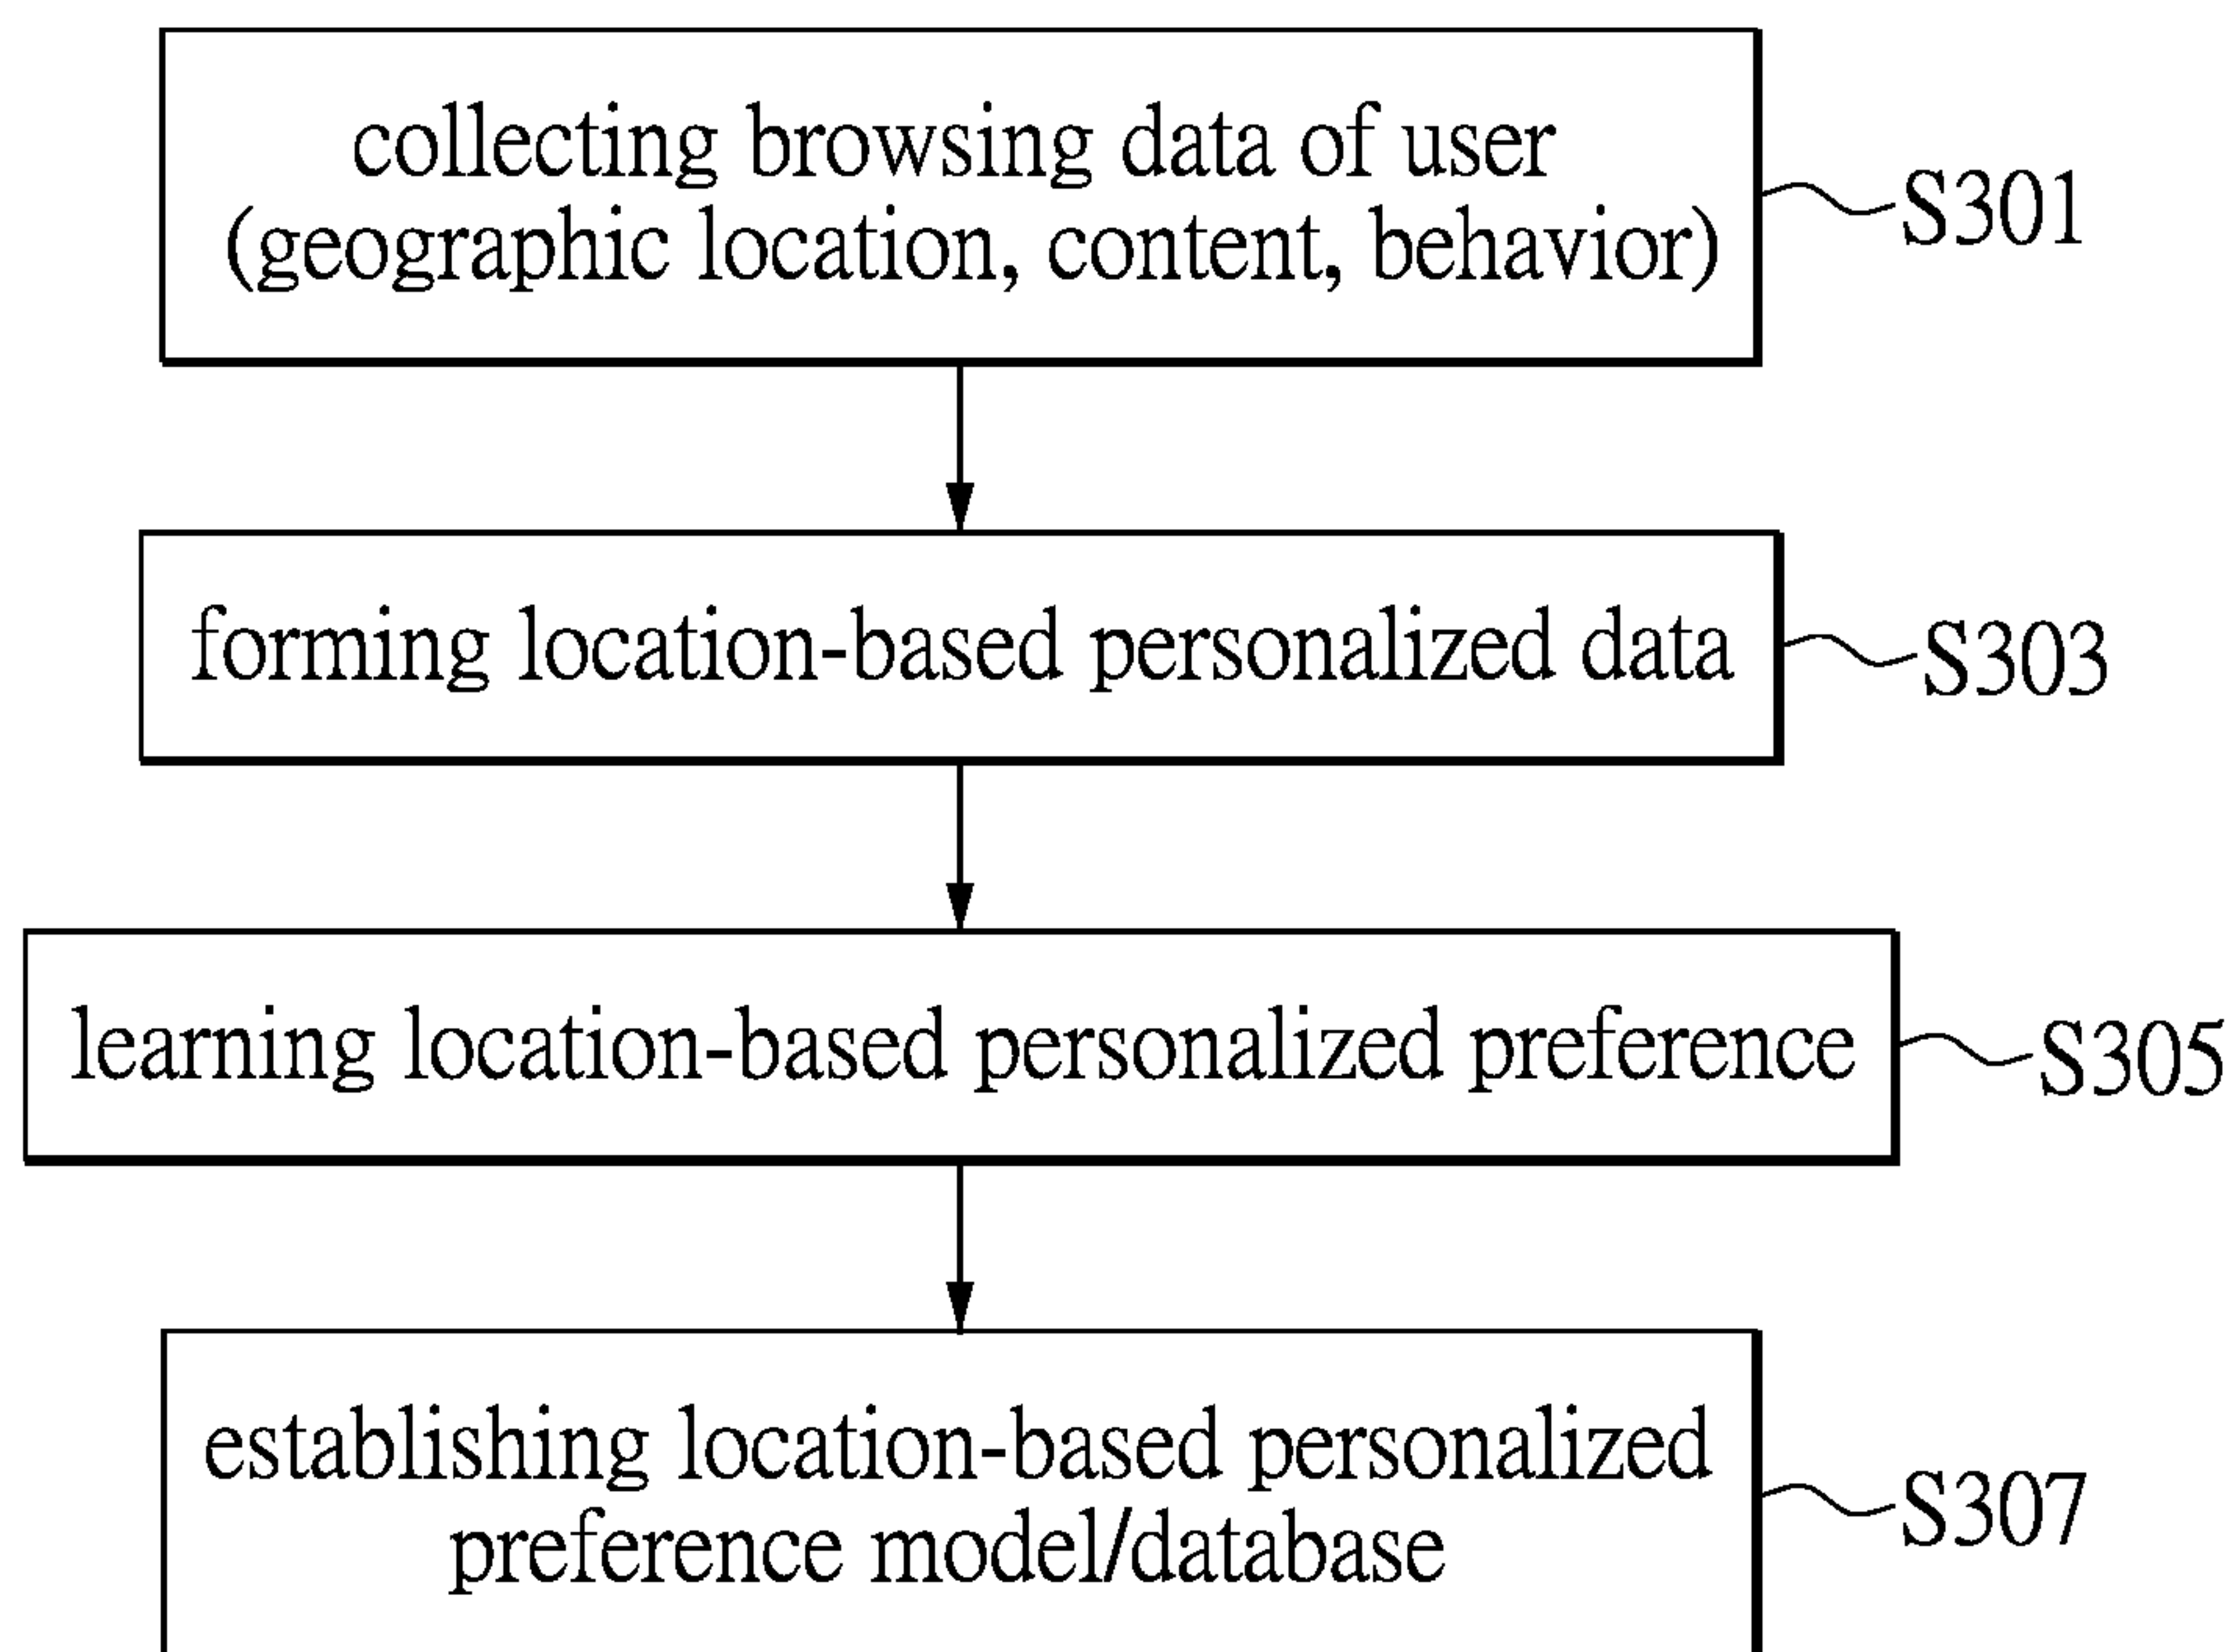 collecting browsing data of user
(geographic location, content, behavior)
S301
forming location-based personalized data
S303
learning location-based personalized preference
S305
establishing location-based personalized
preference model/database
S307